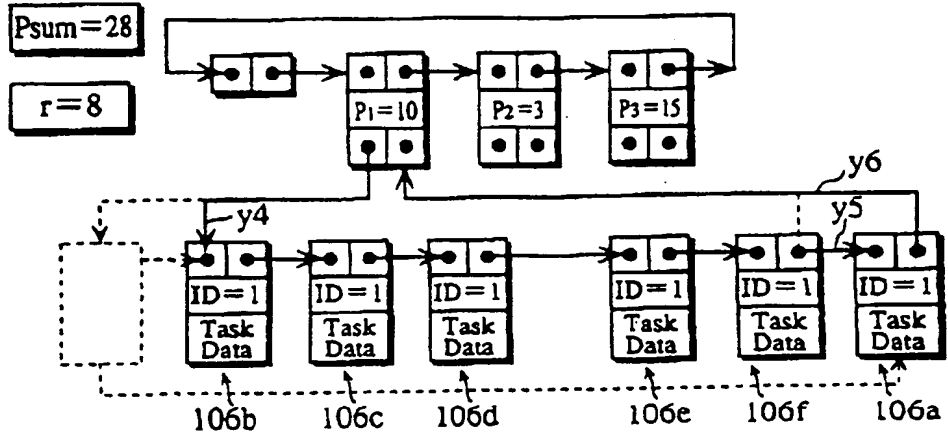 Psum=28
r=8
P1=10
P2=3
P3=15
y6
y4
y5
ID=1
ID=1
ID=1
ID=1
ID=1
ID=1
Task Data
Task Data
Task Data
Task Data
Task Data
Task Data
106b
106c
106d
106e
106f
106a